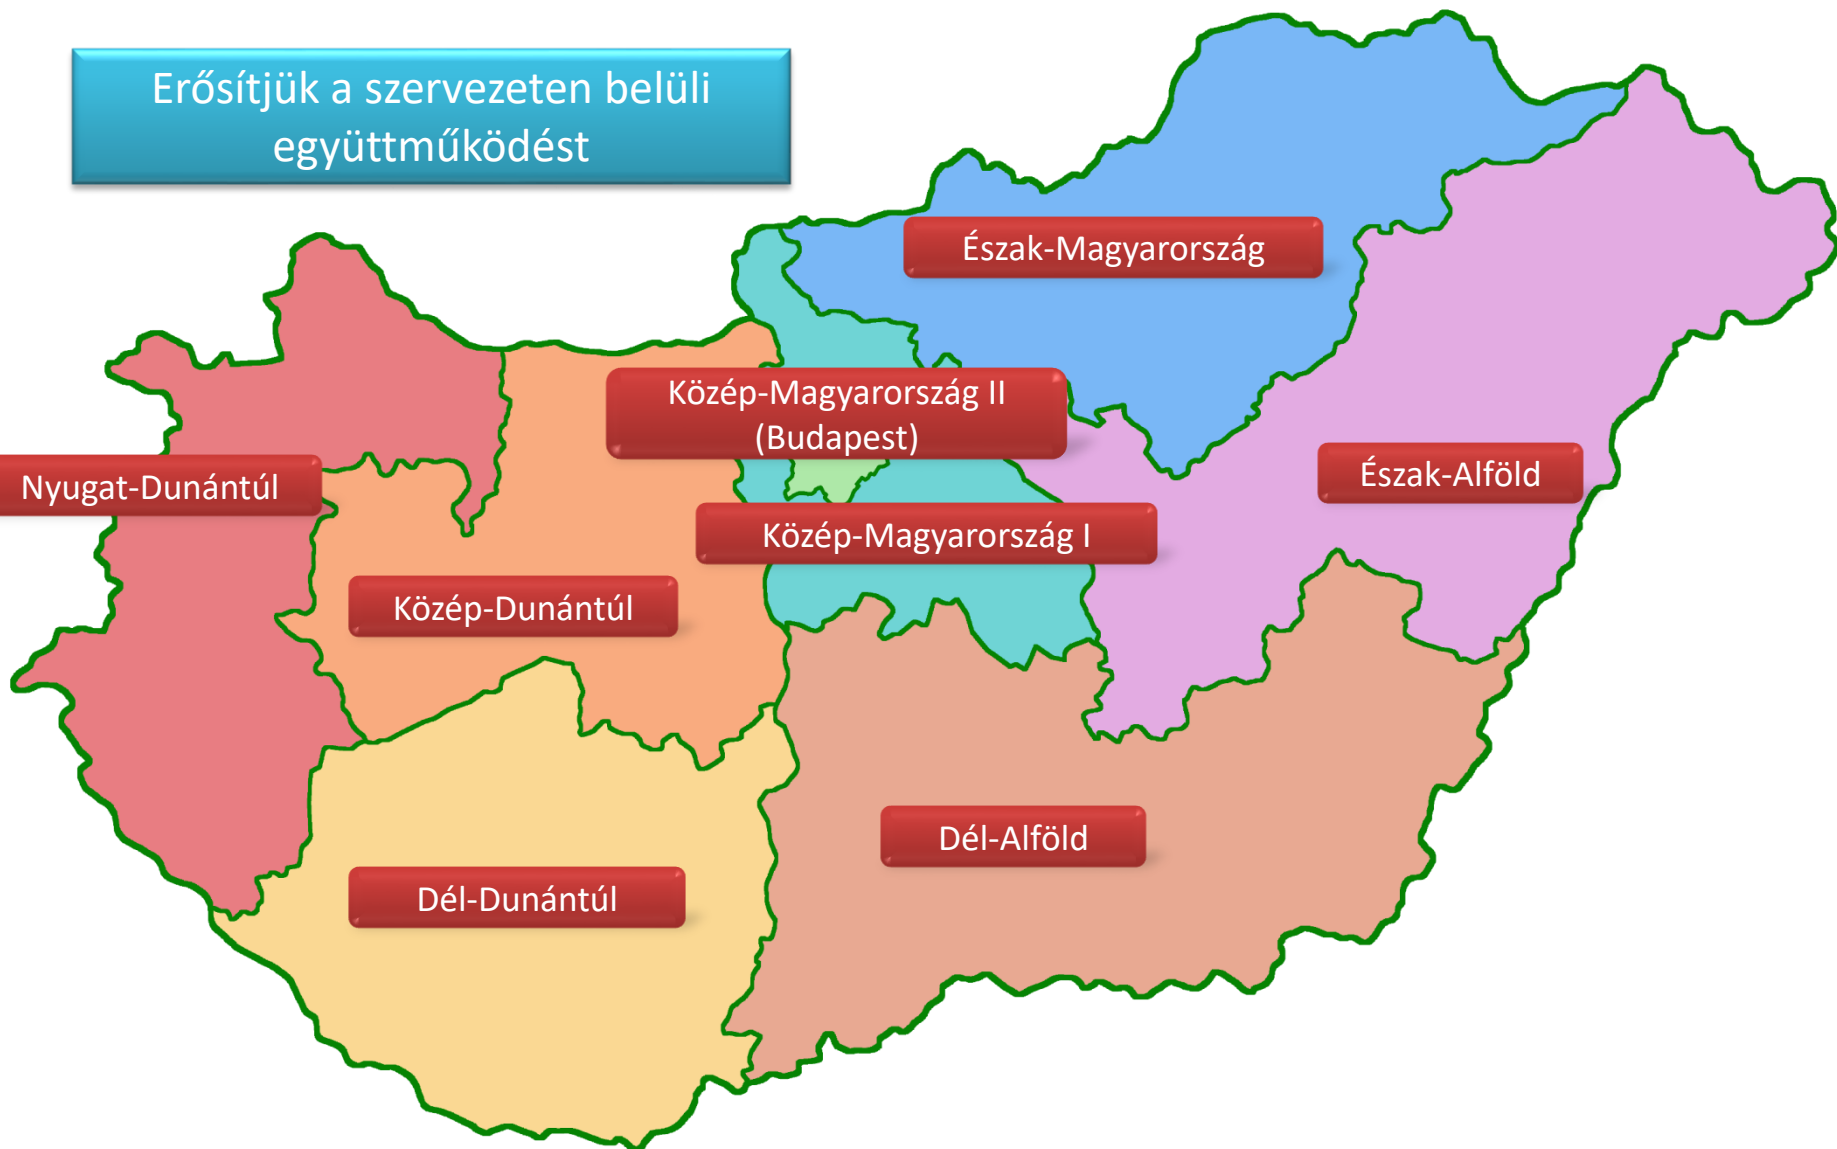 Erősítjük a szervezeten belüli
együttműködést
Észak-Magyarország
Közép-Magyarország II
(Budapest)
Nyugat-Dunántúl
Észak-Alföld
Közép-Magyarország I
Közép-Dunántúl
Dél-Alföld
Dél-Dunántúl